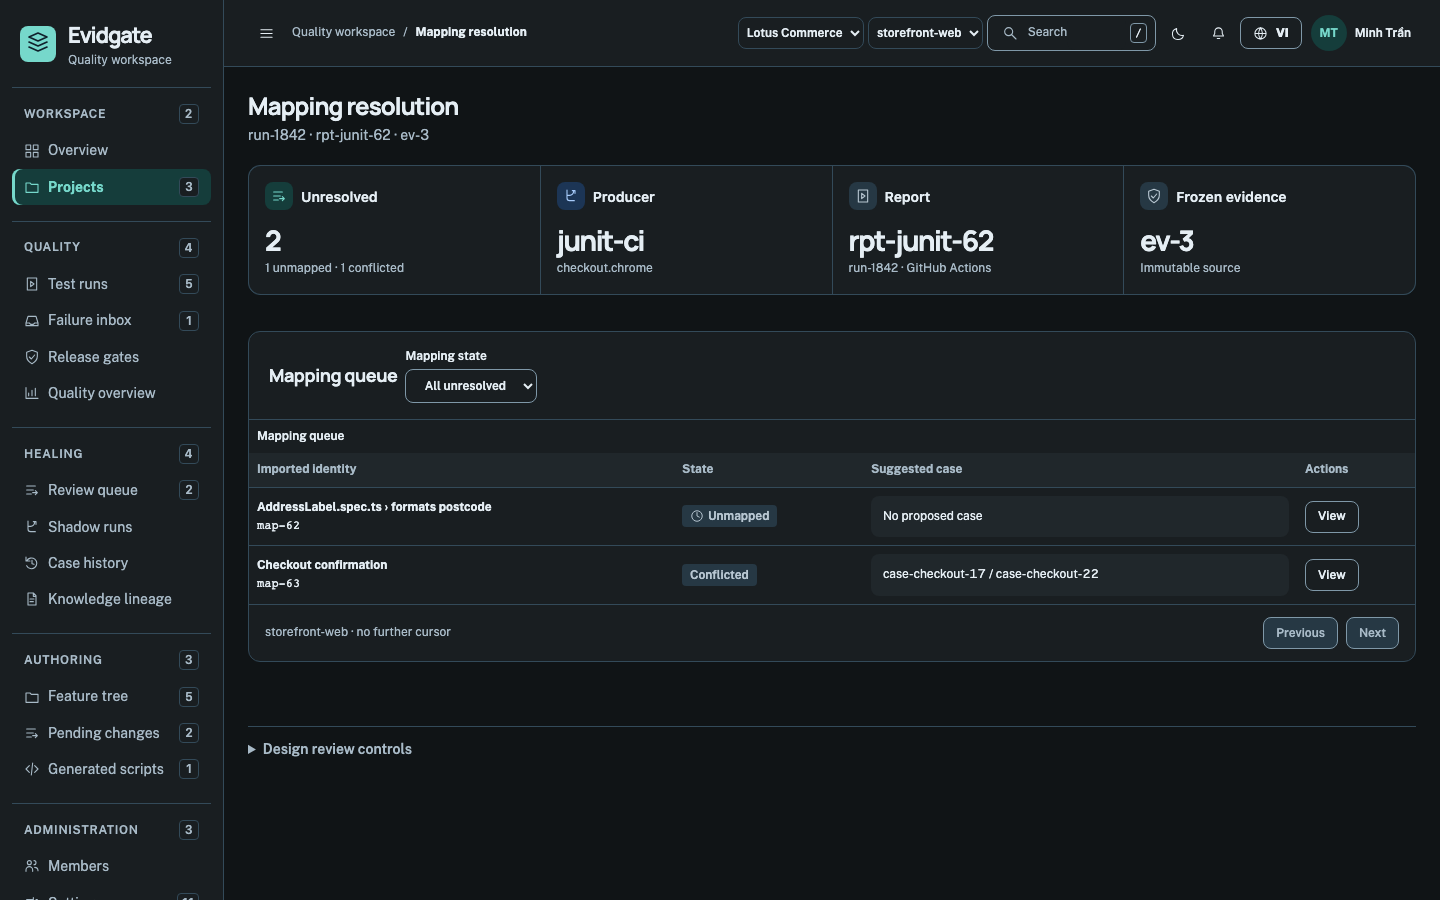 Evidgate
Quality workspace
WORKSPACE 2
Overview
Projects 3
QUALITY 4
Test runs 5
Failure inbox 1
Release gates
Quality overview
HEALING 4
Review queue 2
Shadow runs
Case history
Knowledge lineage
AUTHORING 3
Feature tree 5
Pending changes 2
Generated scripts 1
ADMINISTRATION 3
Members
Quality workspace / Mapping resolution
Lotus Commerce storefront-web Search / VI MT Minh Trần
Mapping resolution
run-1842 · rpt-junit-62 · ev-3
Unresolved
2
1 unmapped · 1 conflicted
Producer
junit-ci
checkout.chrome
Report
rpt-junit-62
run-1842 · GitHub Actions
Frozen evidence
ev-3
Immutable source
Mapping queue
Mapping state
All unresolved
Mapping queue
Imported identity State Suggested case Actions
AddressLabel.spec.ts › formats postcode
map-62
Unmapped No proposed case View
Checkout confirmation
map-63
Conflicted case-checkout-17 / case-checkout-22 View
storefront-web · no further cursor Previous Next
Design review controls